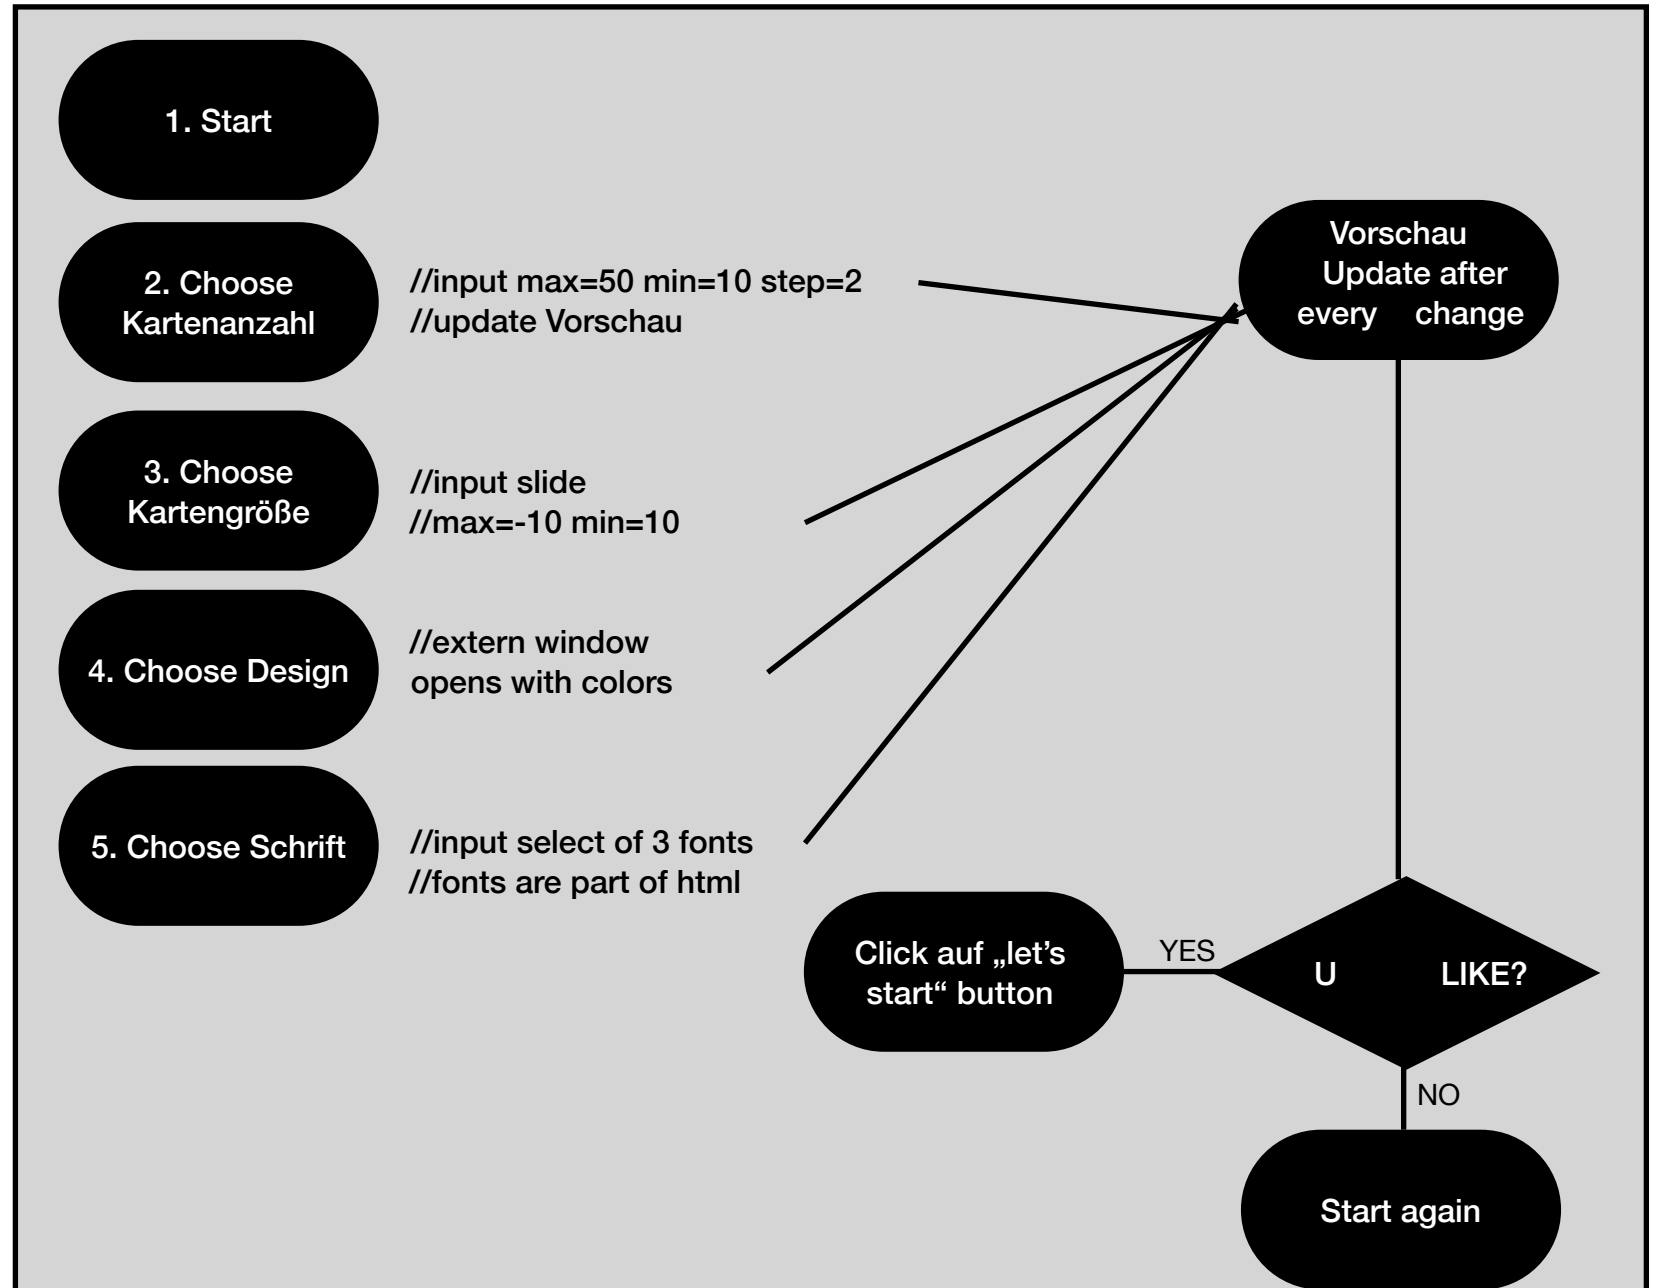 1. Start
2. Choose
Kartenanzahl
//input max=50 min=10 step=2
//update Vorschau
3. Choose
Kartengröße
//input slide
//max=-10 min=10
4. Choose Design
//extern window
opens with colors
5. Choose Schrift
//input select of 3 fonts
//fonts are part of html
Vorschau
Update after
every change
U LIKE?
YES
Click auf „let’s
start“ button
NO
Start again